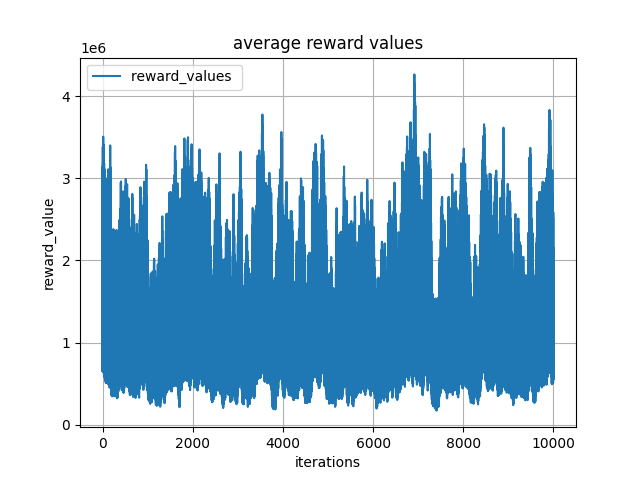 average reward values
1e6
reward_values
4
3
2
1
0
reward_value
0 2000 4000 6000 8000 10000
iterations